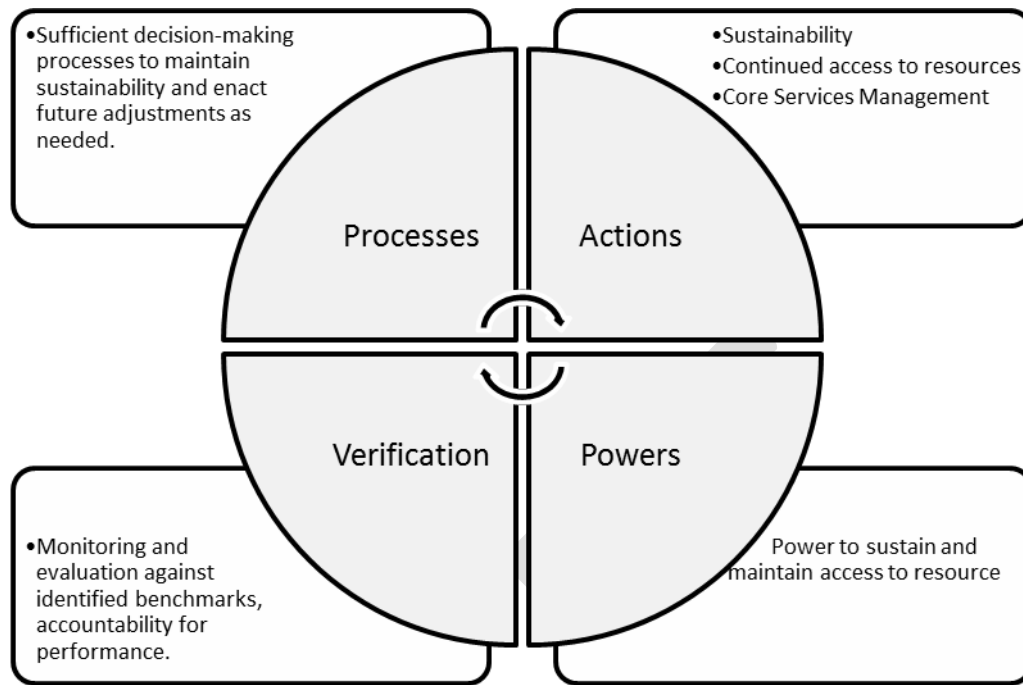 •Sufficient decision-making
processes to maintain
sustainability and enact
future adjustments as
needed.
•Sustainability
•Continued access to resources
•Core Services Management
Processes
Actions
Verification
Powers
•Monitoring and
evaluation against
identified benchmarks,
accountability for
performance.
Power to sustain and
maintain access to resource